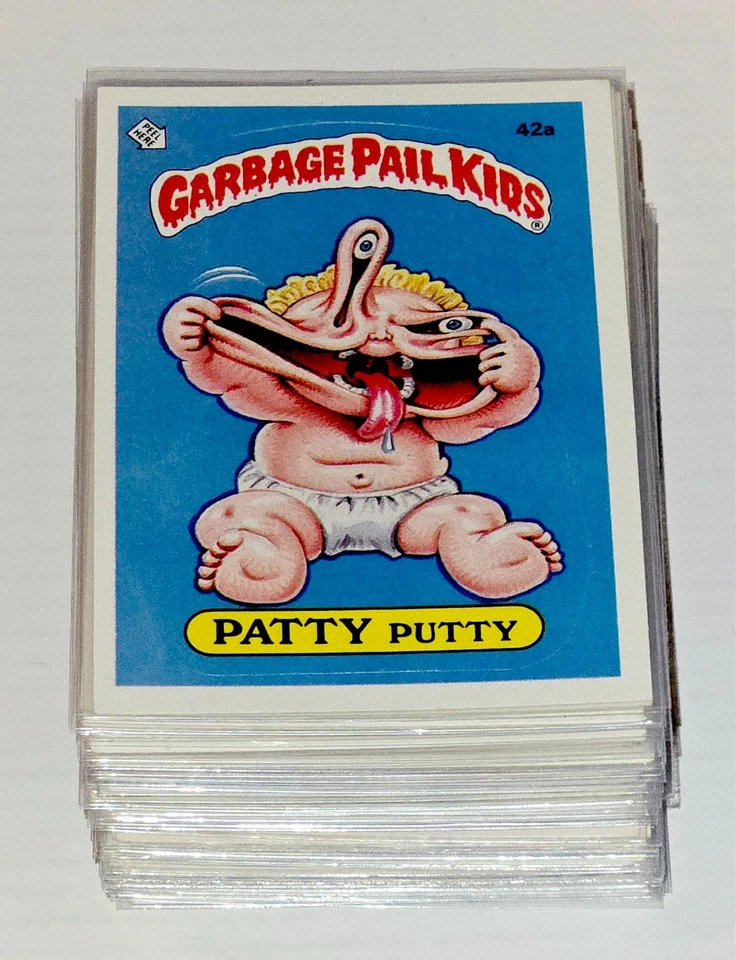 PEEL
HERE
42a
GARBAGE PAIL KIDS
®
PATTY PUTTY